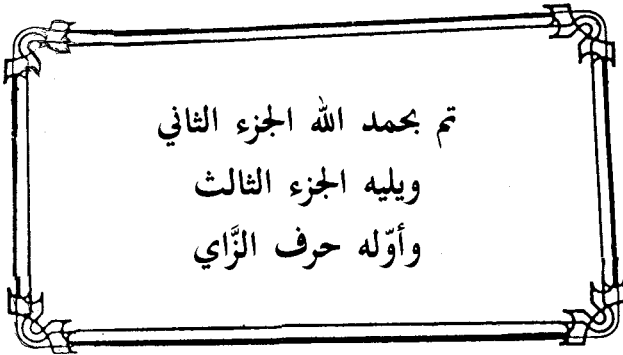 تم بحمد الله الجزء الثاني
ويليه الجزء الثالث
وأوّله حرف الزَّاي